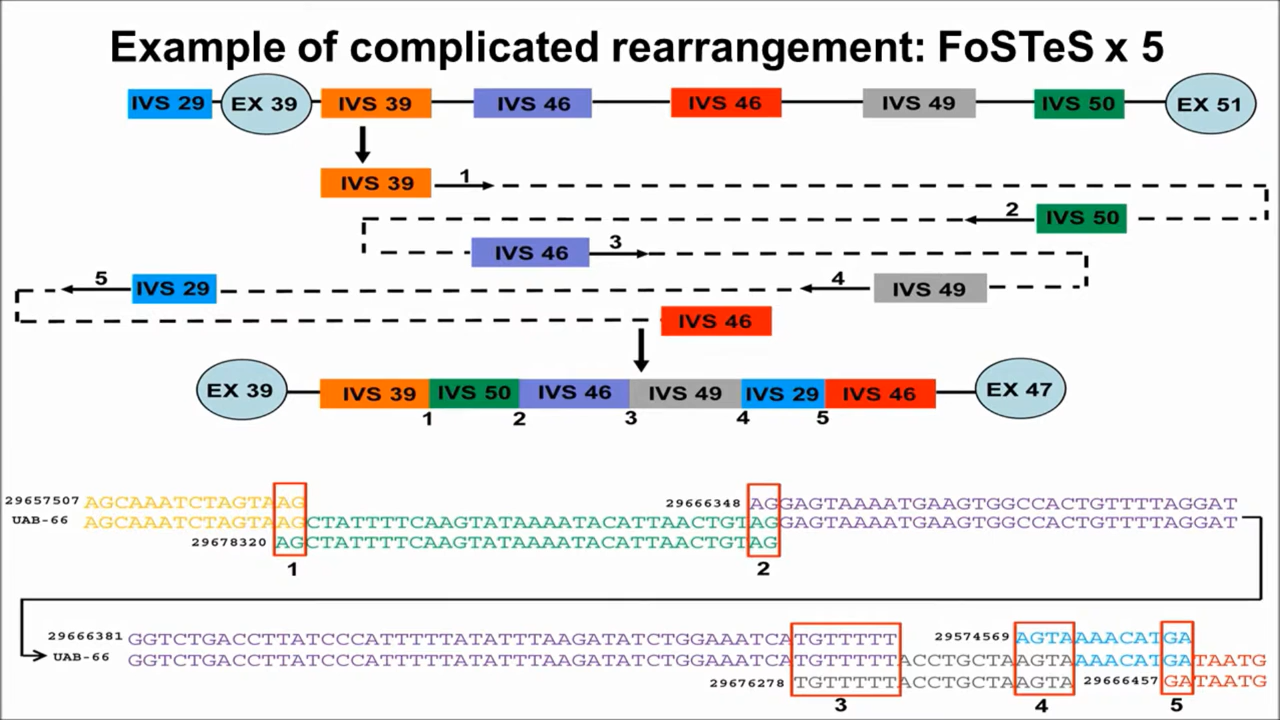 Example of complicated rearrangement: FoSTeS x 5
IVS 29 EX 39 IVS 39 IVS 46 IVS 46 IVS 49 IVS 50 EX 51
IVS 39 1
2 IVS 50
IVS 46 3
5 IVS 29 4 IVS 49
IVS 46
EX 39 IVS 39 IVS 50 IVS 46 IVS 49 IVS 29 IVS 46 EX 47
1 2 3 4 5
29657507 AGCAAATCTAGTAAG 29666348 AGGAGTAAAATGAAGTGGCCACTGTTTTAGGAT
UAB-66 AGCAAATCTAGTAAGCTATTTTCAAGTATAAAATACATTAACTGTAGGAGTAAAATGAAGTGGCCACTGTTTTAGGAT
29678320 AGCTATTTTCAAGTATAAAATACATTAACTGTAG
1 2
29666381 GGTCTGACCTTATCCCATTTTTATATTTAAGATATCTGGAAATCATGTTTTT 29574569 AGTAAAACATGA
UAB-66 GGTCTGACCTTATCCCATTTTTATATTTAAGATATCTGGAAATCATGTTTTTACCTGCTAAGTAAAACATGATAATG
29676278 TGTTTTTACCTGCTAAGTA 29666457 GATAATG
3 4 5